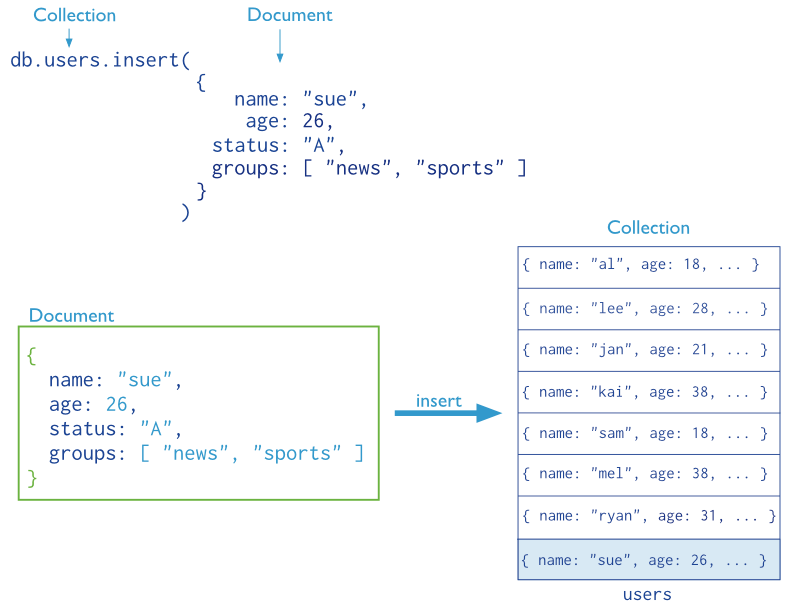 Collection
Document
db.users.insert(
{
name: "sue",
age: 26,
status: "A",
groups: [ "news", "sports" ]
}
)
Document
{
name: "sue",
age: 26,
status: "A",
groups: [ "news", "sports" ]
}
insert
Collection
{ name: "al", age: 18, ... }
{ name: "lee", age: 28, ... }
{ name: "jan", age: 21, ... }
{ name: "kai", age: 38, ... }
{ name: "sam", age: 18, ... }
{ name: "mel", age: 38, ... }
{ name: "ryan", age: 31, ... }
{ name: "sue", age: 26, ... }
users